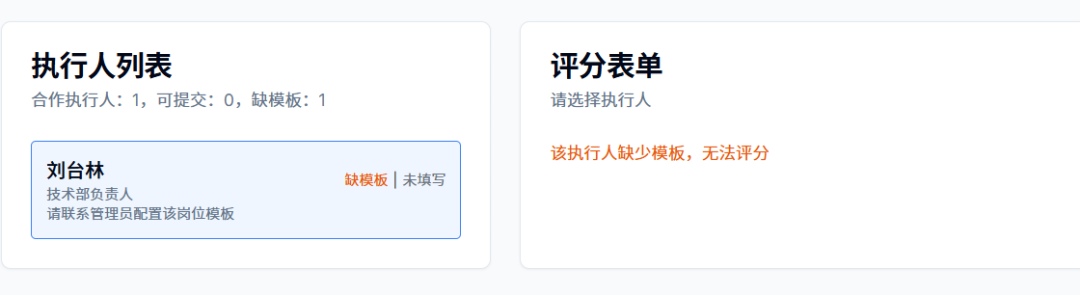 执行人列表
合作执行人：1，可提交：0，缺模板：1
刘台林
缺模板 | 未填写
技术部负责人
请联系管理员配置该岗位模板
评分表单
请选择执行人
该执行人缺少模板，无法评分